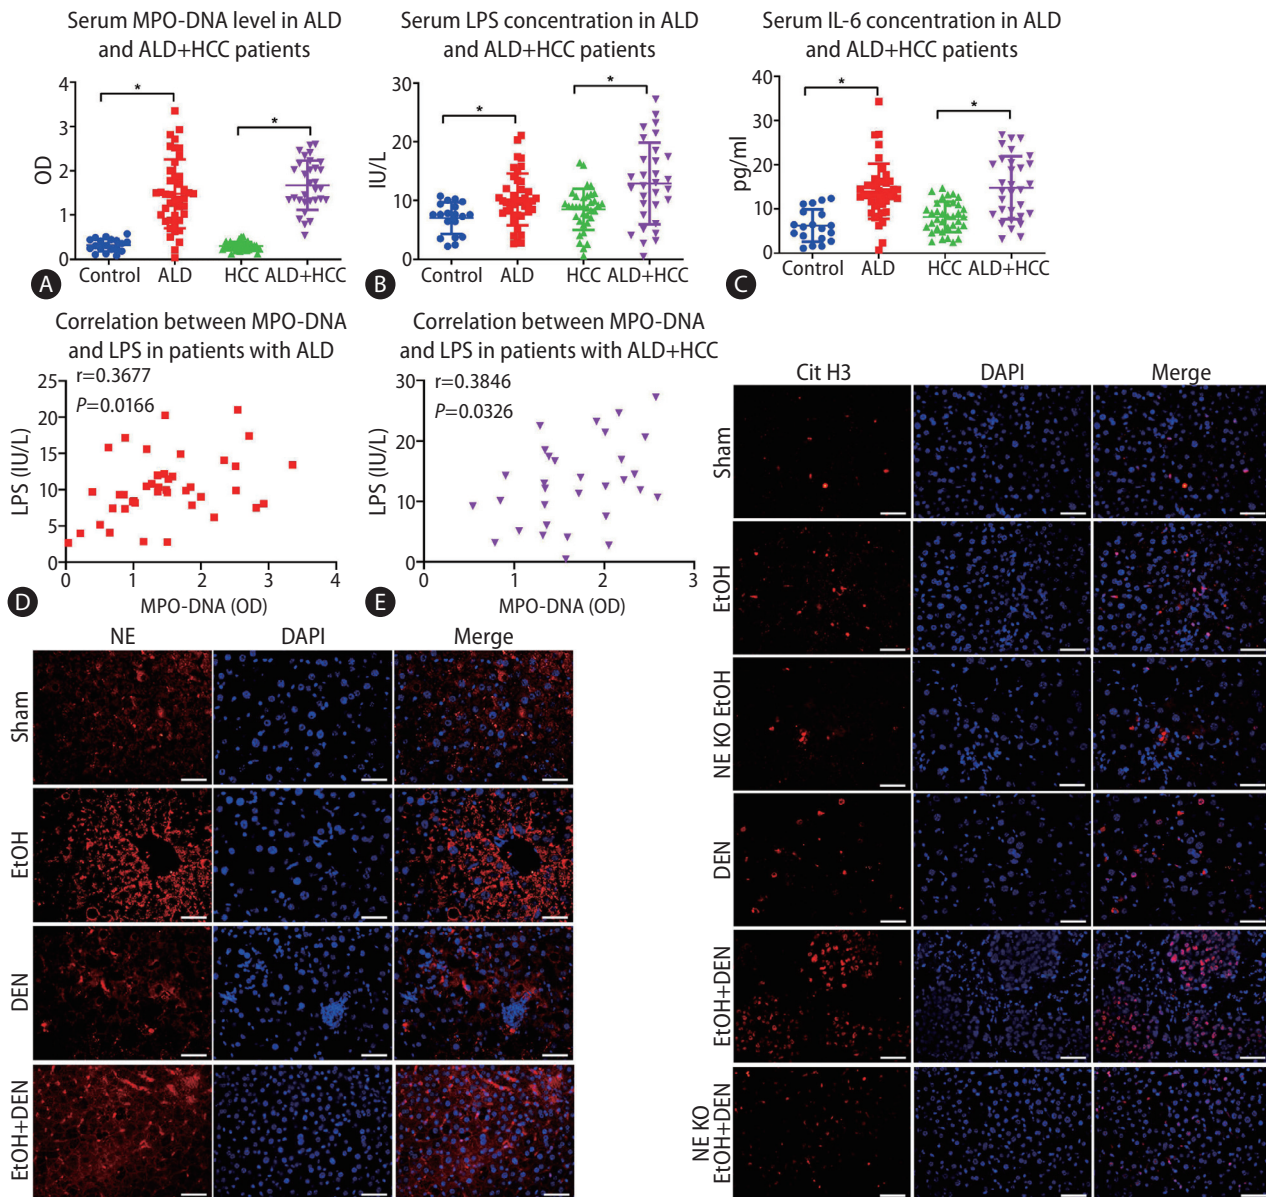 Serum MPO-DNA level in ALD
and ALD+HCC patients
4
3
2
1
0
OD
*
*
Control
ALD
HCC
ALD+HCC
A
Serum LPS concentration in ALD
and ALD+HCC patients
30
20
10
0
IU/L
*
*
Control
ALD
HCC
ALD+HCC
B
Serum IL-6 concentration in ALD
and ALD+HCC patients
40
30
20
10
0
pg/ml
*
*
Control
ALD
HCC
ALD+HCC
C
Correlation between MPO-DNA
and LPS in patients with ALD
r=0.3677
P=0.0166
25
20
15
10
5
0
LPS (IU/L)
0 1 2 3 4
MPO-DNA (OD)
D
Correlation between MPO-DNA
and LPS in patients with ALD+HCC
r=0.3846
P=0.0326
30
20
10
0
LPS (IU/L)
0 1 2 3
MPO-DNA (OD)
E
NE DAPI Merge
Sham
EtOH
DEN
EtOH+DEN
Cit H3 DAPI Merge
Sham
EtOH
NE KO EtOH
DEN
EtOH+DEN
NE KO
EtOH+DEN